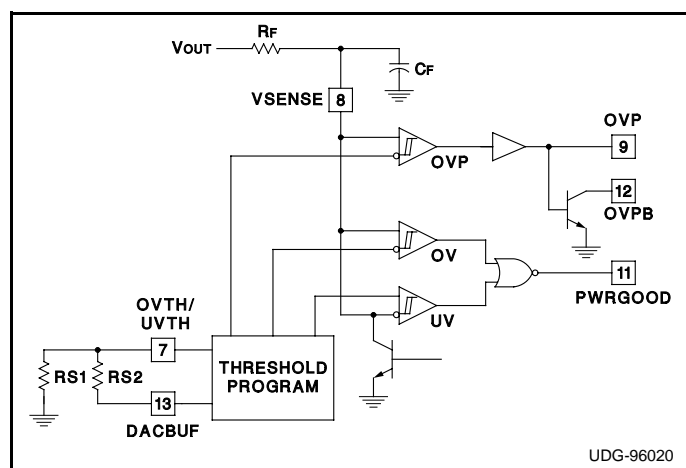 RF
VOUT
CF
VSENSE 8
OVP
9
OVP
12
OVPB
OV
11
PWRGOOD
UV
OVTH/
UVTH
7
THRESHOLD
PROGRAM
RS1 RS2
13
DACBUF
UDG-96020